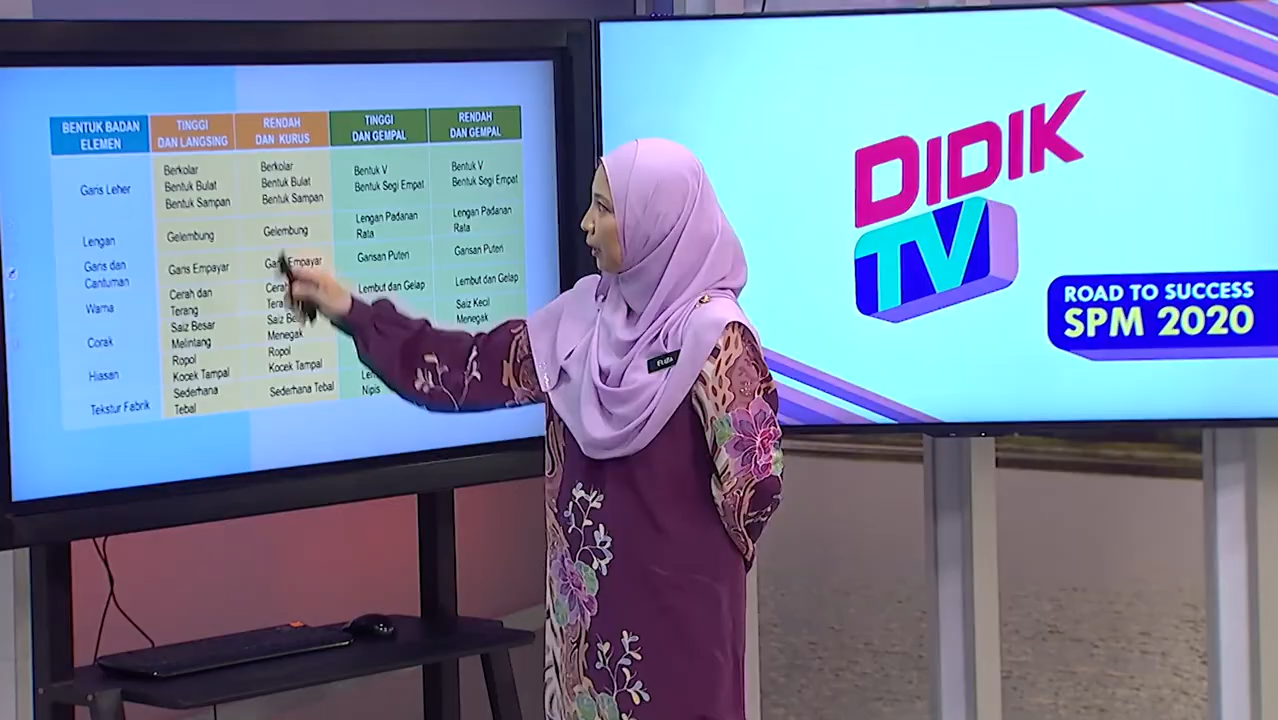 BENTUK BADAN
ELEMEN
TINGGI
DAN LANGSING
RENDAH
DAN KURUS
TINGGI
DAN GEMPAL
RENDAH
DAN GEMPAL
Garis Leher
Berkolar
Bentuk Bulat
Bentuk Sampan
Berkolar
Bentuk Bulat
Bentuk Sampan
Bentuk V
Bentuk Segi Empat
Bentuk V
Bentuk Segi Empat
Lengan
Gelembung
Gelembung
Lengan Padanan
Rata
Lengan Padanan
Rata
Garis dan
Cantuman
Garis Empayar
Empayar
Garisan Puteri
Garisan Puteri
Warna
Cerah dan
Terang
Lembut dan Gelap
Lembut dan Gelap
Corak
Saiz Besar
Melintang
Menegak
Saiz Kecil
Menegak
Hiasan
Ropol
Kocek Tampal
Ropol
Kocek Tampal
Tekstur Fabrik
Sederhana
Tebal
Sederhana Tebal
Nipis
DIDIK
TV
ROAD TO SUCCESS
SPM 2020
ELIZA